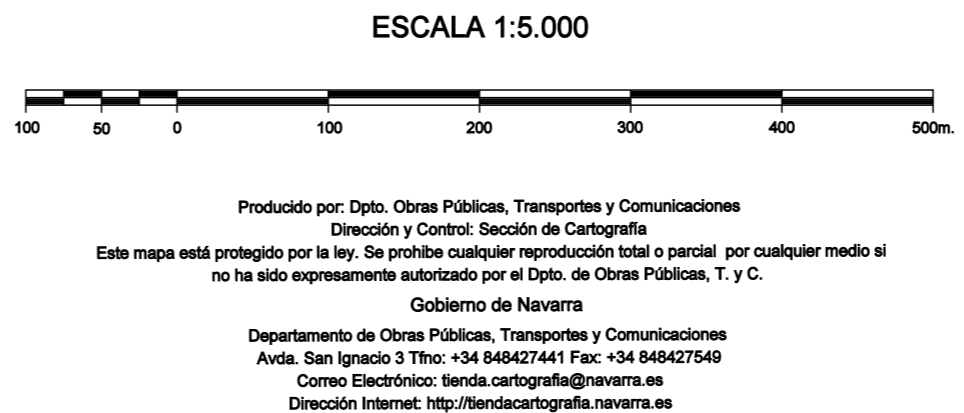 ESCALA 1:5.000
100 50 0 100 200 300 400 500m.
Producido por: Dpto. Obras Públicas, Transportes y Comunicaciones
Dirección y Control: Sección de Cartografía
Este mapa está protegido por la ley. Se prohibe cualquier reproducción total o parcial por cualquier medio si
no ha sido expresamente autorizado por el Dpto. de Obras Públicas, T. y C.
Gobierno de Navarra
Departamento de Obras Públicas, Transportes y Comunicaciones
Avda. San Ignacio 3 Tfno: +34 848427441 Fax: +34 848427549
Correo Electrónico: tienda.cartografia@navarra.es
Dirección Internet: http://tiendacartografia.navarra.es